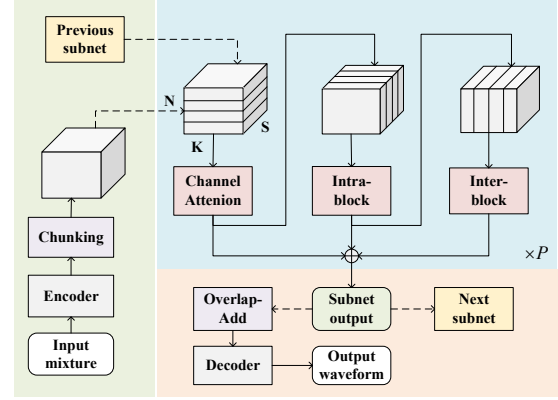 Previous
subnet
N
S
K
Channel
Attenion
Intra-
block
Inter-
block
×P
Chunking
Encoder
Input
mixture
Overlap-
Add
Subnet
output
Next
subnet
Decoder
Output
waveform